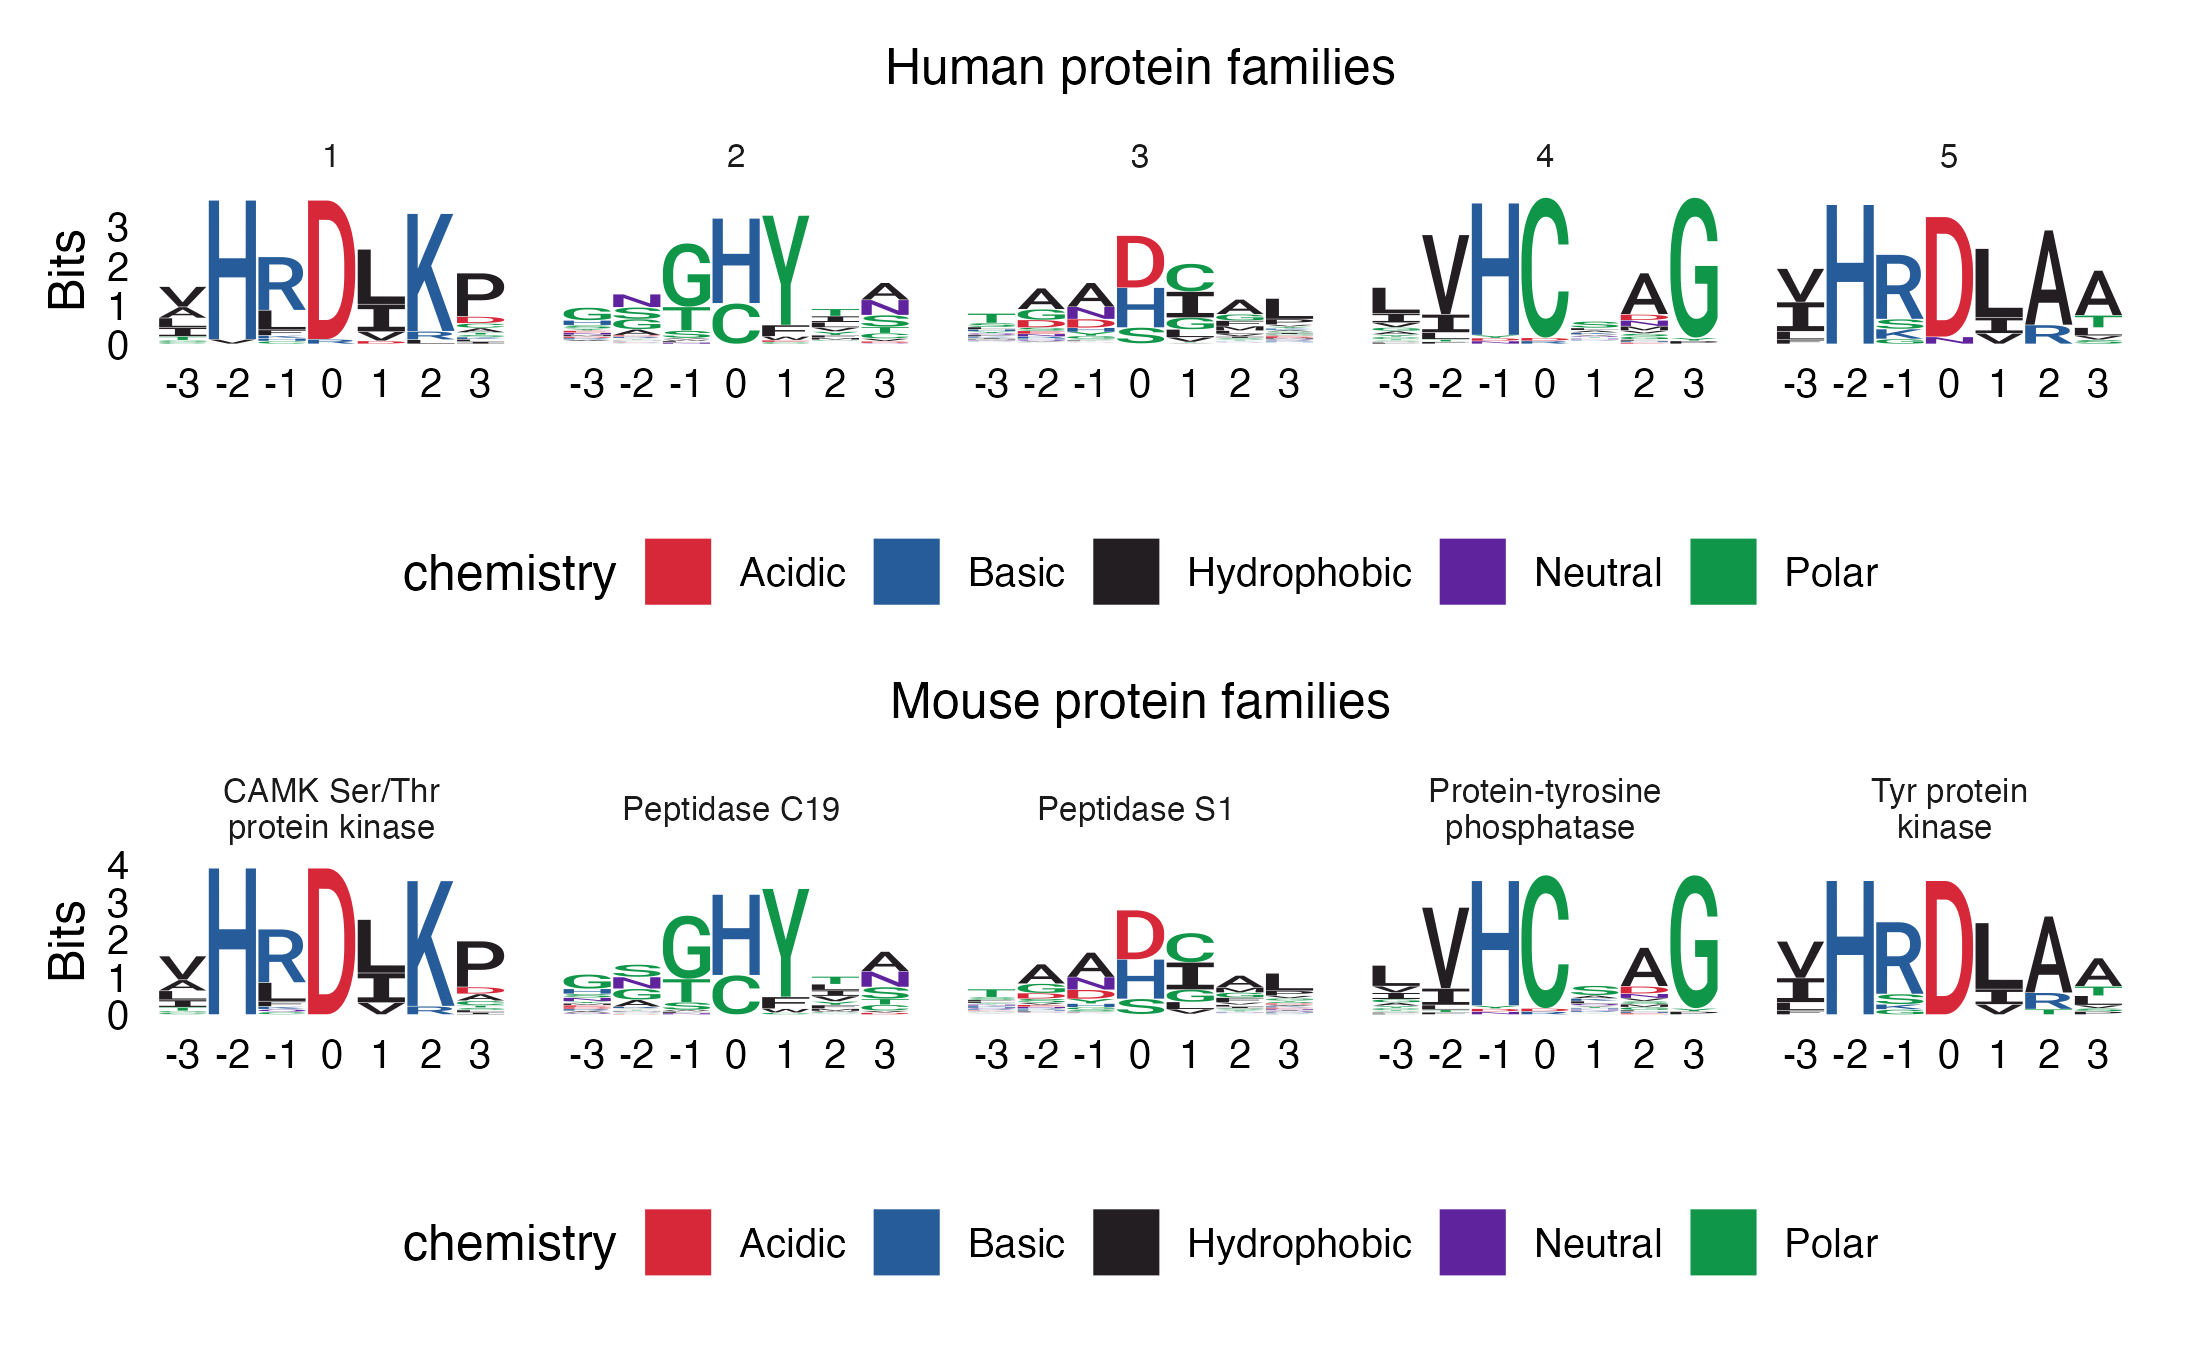 Human protein families
1 2 3 4 5
Bits
3
2
1
0
-3 -2 -1 0 1 2 3 -3 -2 -1 0 1 2 3 -3 -2 -1 0 1 2 3 -3 -2 -1 0 1 2 3 -3 -2 -1 0 1 2 3
chemistry Acidic Basic Hydrophobic Neutral Polar
Mouse protein families
CAMK Ser/Thr
protein kinase
Peptidase C19
Peptidase S1
Protein-tyrosine
phosphatase
Tyr protein
kinase
Bits
4
3
2
1
0
-3 -2 -1 0 1 2 3 -3 -2 -1 0 1 2 3 -3 -2 -1 0 1 2 3 -3 -2 -1 0 1 2 3 -3 -2 -1 0 1 2 3
chemistry Acidic Basic Hydrophobic Neutral Polar